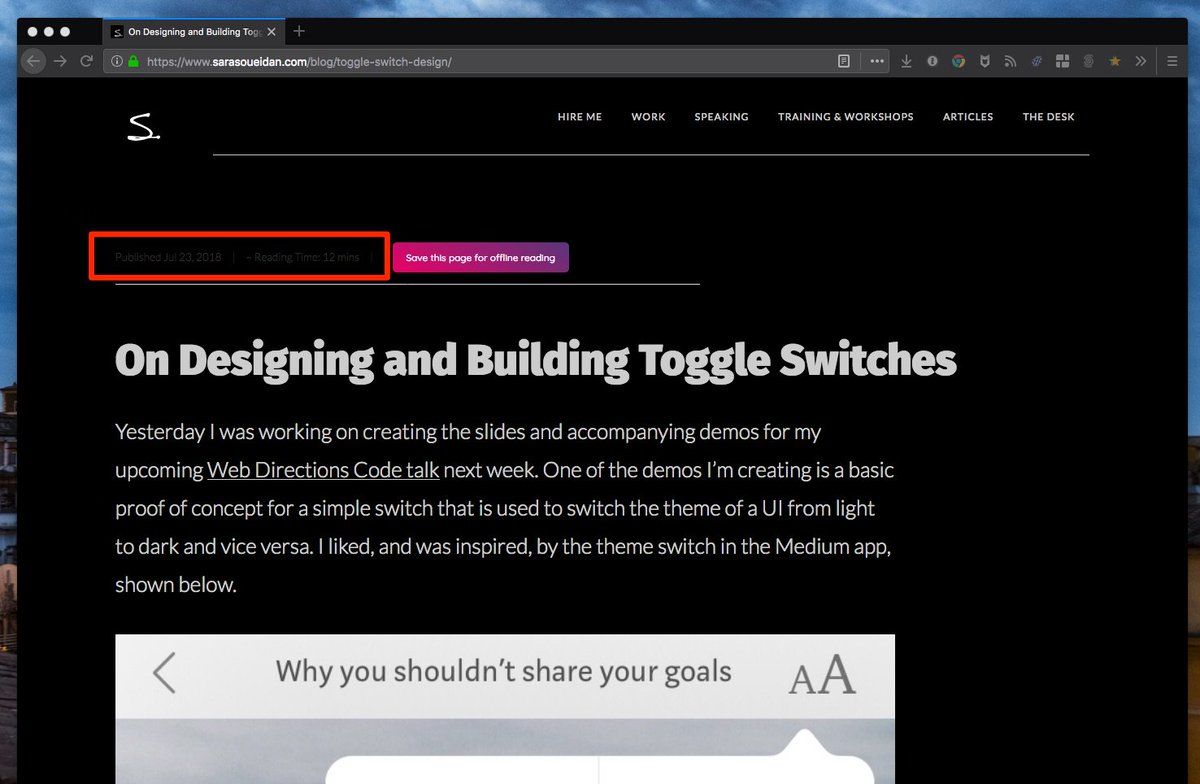 On Designing and Building Togg
https://www.sarasoueidan.com/blog/toggle-switch-design/
S.
HIRE ME WORK SPEAKING TRAINING & WORKSHOPS ARTICLES THE DESK
Published Jul 23, 2018 | ~ Reading Time: 12 mins | Save this page for offline reading
On Designing and Building Toggle Switches
Yesterday I was working on creating the slides and accompanying demos for my
upcoming Web Directions Code talk next week. One of the demos I’m creating is a basic
proof of concept for a simple switch that is used to switch the theme of a UI from light
to dark and vice versa. I liked, and was inspired, by the theme switch in the Medium app,
shown below.
Why you shouldn’t share your goals AA